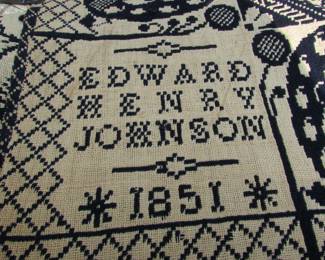 EDWARD
HENRY
JOHNSON
* 1851 *